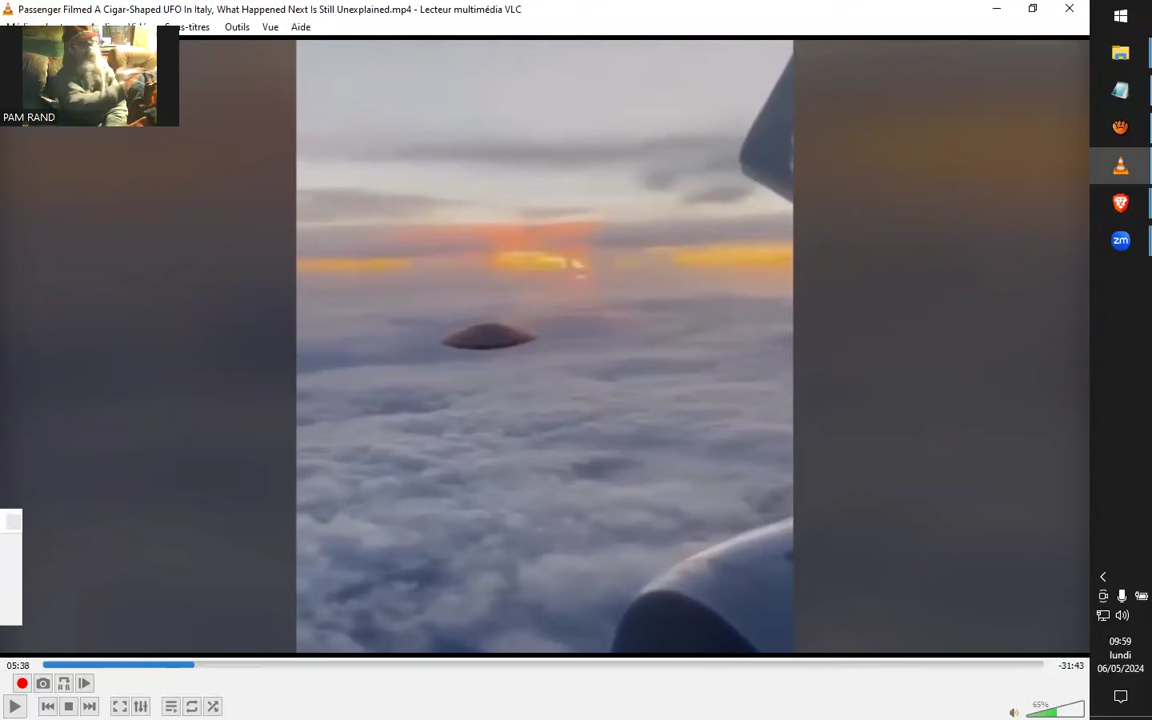 Passenger Filmed A Cigar-Shaped UFO In Italy, What Happened Next Is Still Unexplained.mp4 - Lecteur multimédia VLC
Outils Vue Aide
PAM RAND
zm
05:38
-31:43
65%
09:59
lundi
06/05/2024